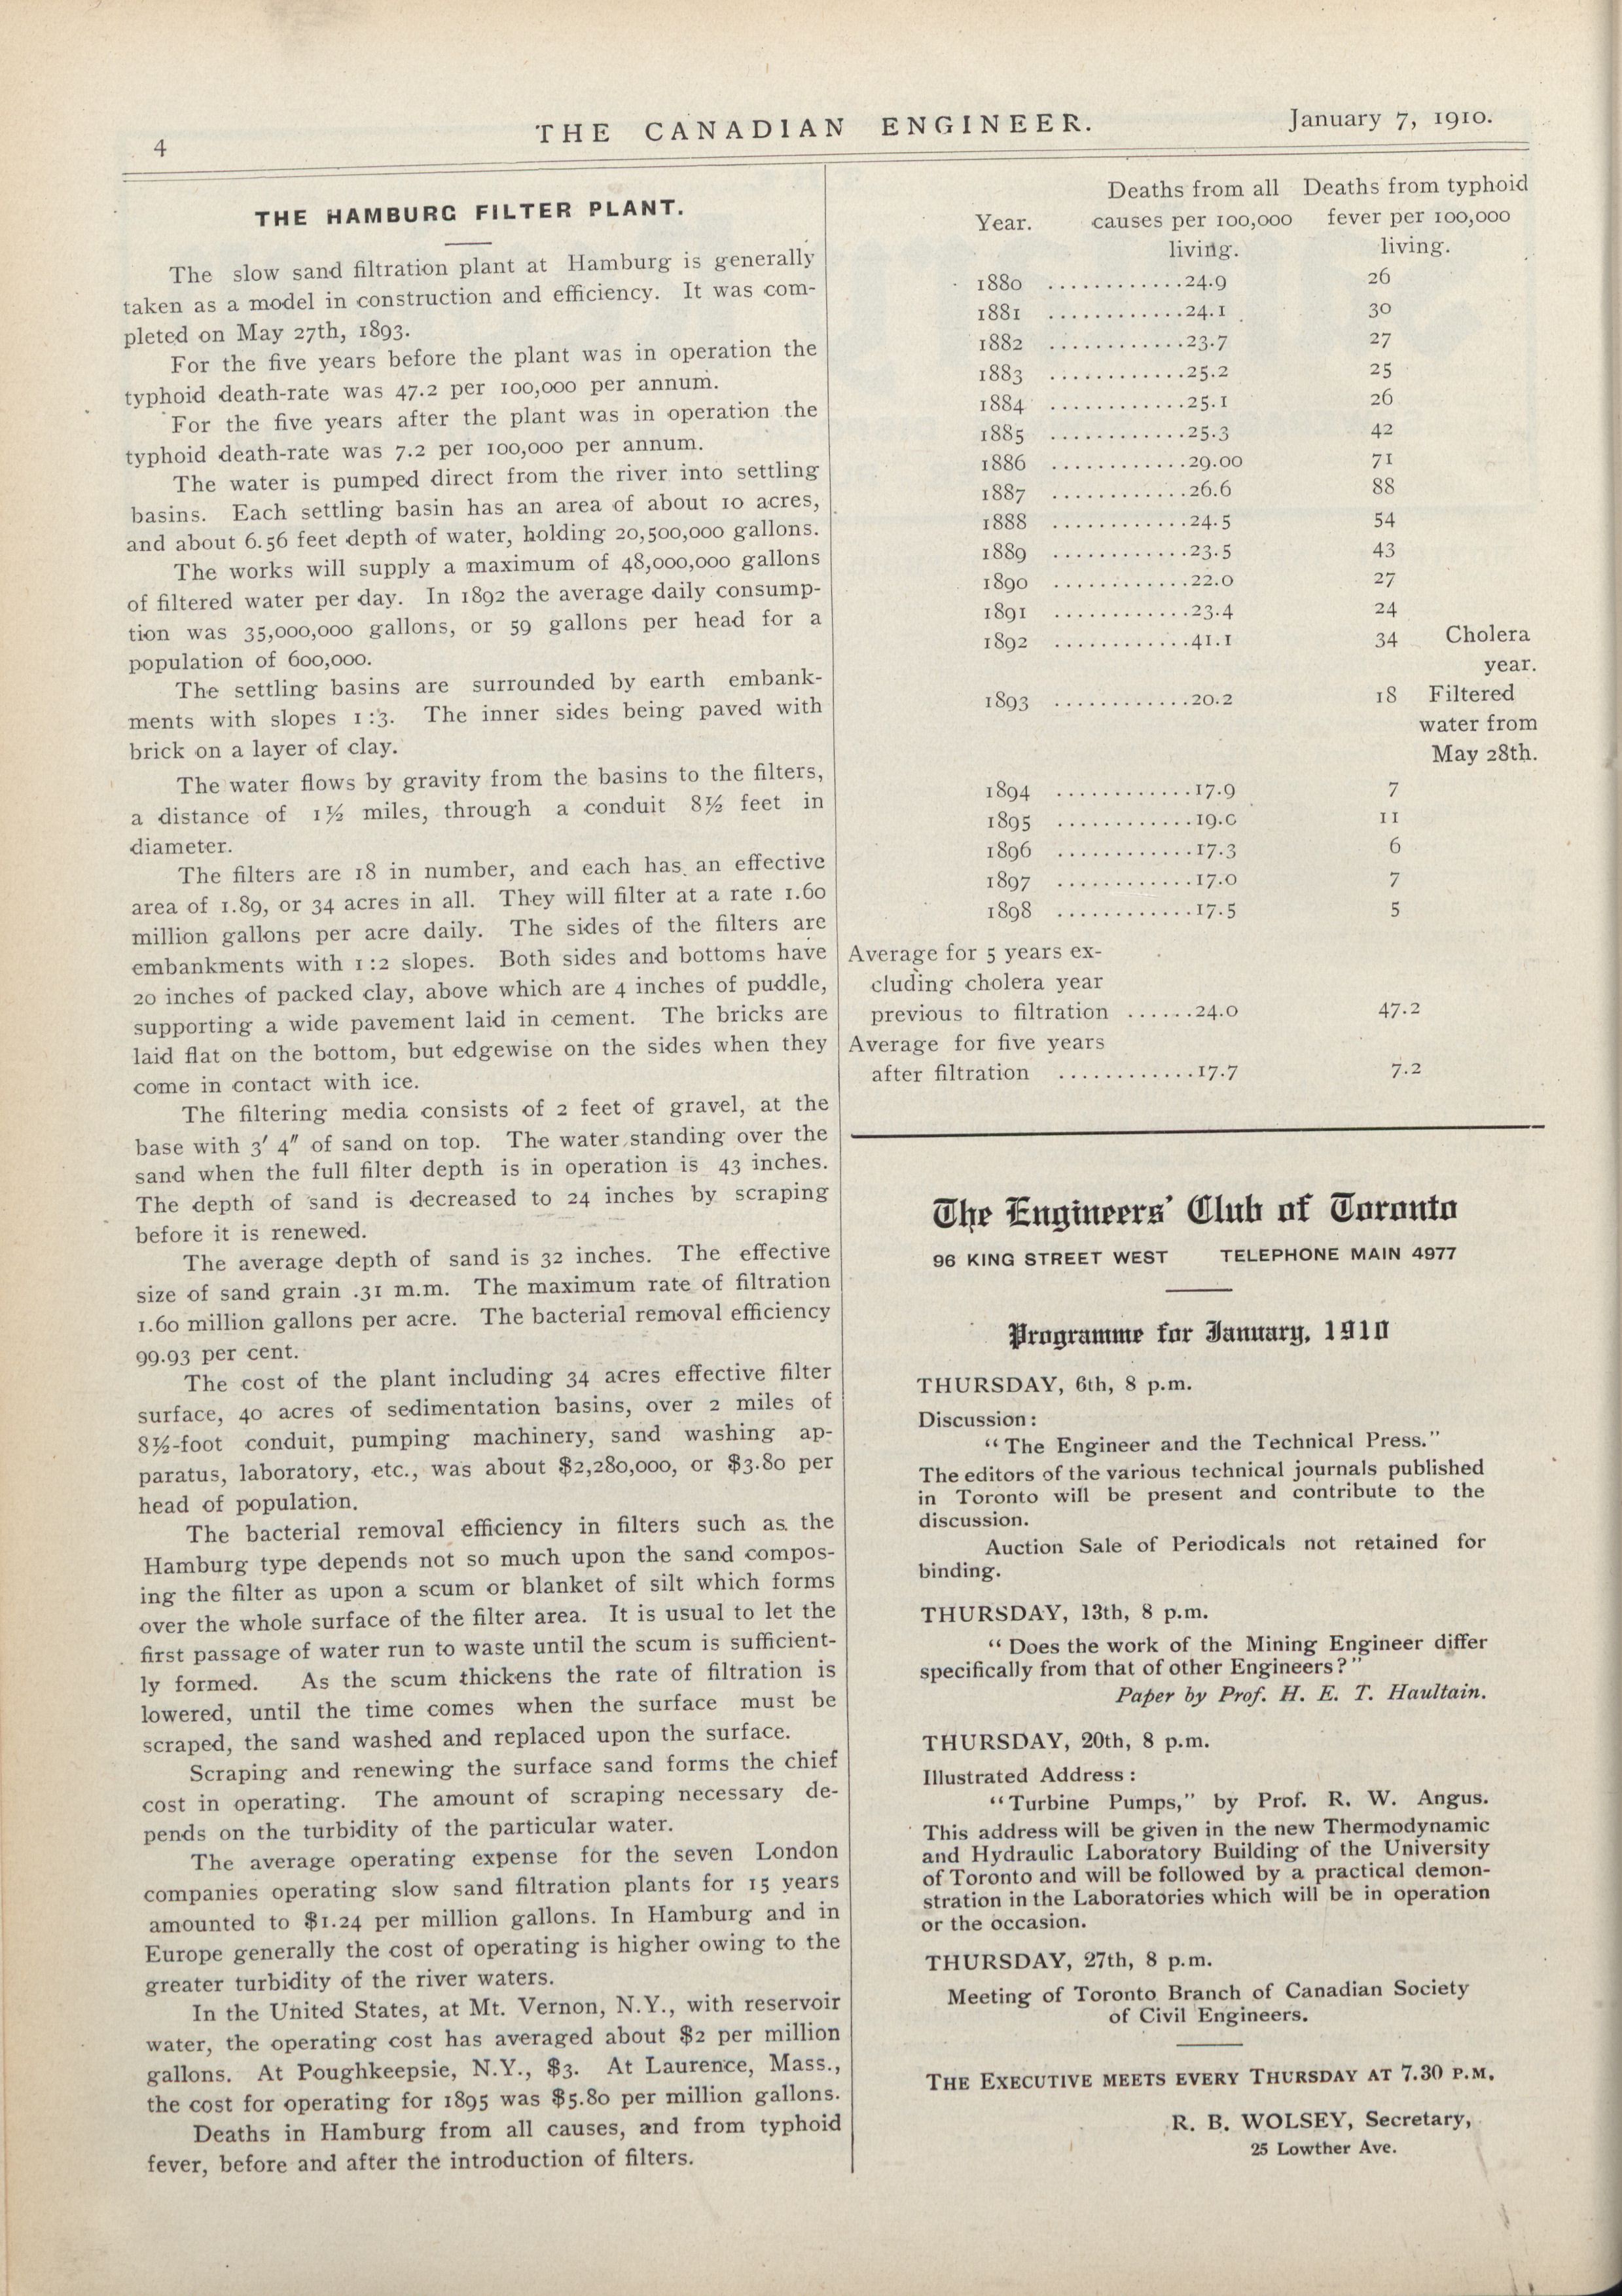 4
THE CANADIAN ENGINEER.
January 7, 1910.
THE HAMBURG FILTER PLANT.
The slow sand filtration plant at Hamburg is generally
taken as a model in construction and efficiency. It was com-
pleted on May 27th, 1893.
For the five years before the plant was in operation the
typhoid death-rate was 47.2 per 100,000 per annum.
For the five years after the plant was in operation the
typhoid death-rate was 7.2 per 100,000 per annum.
The water is pumped direct from the river into settling
basins. Each settling basin has an area of about 10 acres,
and about 6.56 feet depth of water, holding 20,500,000 gallons.
The works will supply a maximum of 48,000,000 gallons
of filtered water per day. In 1892 the average daily consump-
tion was 35,000,000 gallons, or 59 gallons per head for a
population of 600,000.
The settling basins are surrounded by earth embank-
ments with slopes 1:3. The inner sides being paved with
brick on a layer of clay.
The water flows by gravity from the basins to the filters,
a distance of 1½ miles, through a conduit 8½ feet in
diameter.
The filters are 18 in number, and each has an effective
area of 1.89, or 34 acres in all. They will filter at a rate 1.60
million gallons per acre daily. The sides of the filters are
embankments with 1:2 slopes. Both sides and bottoms have
20 inches of packed clay, above which are 4 inches of puddle,
supporting a wide pavement laid in cement. The bricks are
laid flat on the bottom, but edgewise on the sides when they
come in contact with ice.
The filtering media consists of 2 feet of gravel, at the
base with 3′ 4″ of sand on top. The water standing over the
sand when the full filter depth is in operation is 43 inches.
The depth of sand is decreased to 24 inches by scraping
before it is renewed.
The average depth of sand is 32 inches. The effective
size of sand grain .31 m.m. The maximum rate of filtration
1.60 million gallons per acre. The bacterial removal efficiency
99.93 per cent.
The cost of the plant including 34 acres effective filter
surface, 40 acres of sedimentation basins, over 2 miles of
8½-foot conduit, pumping machinery, sand washing ap-
paratus, laboratory, etc., was about $2,280,000, or $3.80 per
head of population.
The bacterial removal efficiency in filters such as the
Hamburg type depends not so much upon the sand compos-
ing the filter as upon a scum or blanket of silt which forms
over the whole surface of the filter area. It is usual to let the
first passage of water run to waste until the scum is sufficient-
ly formed. As the scum thickens the rate of filtration is
lowered, until the time comes when the surface must be
scraped, the sand washed and replaced upon the surface.
Scraping and renewing the surface sand forms the chief
cost in operating. The amount of scraping necessary de-
pends on the turbidity of the particular water.
The average operating expense for the seven London
companies operating slow sand filtration plants for 15 years
amounted to $1.24 per million gallons. In Hamburg and in
Europe generally the cost of operating is higher owing to the
greater turbidity of the river waters.
In the United States, at Mt. Vernon, N.Y., with reservoir
water, the operating cost has averaged about $2 per million
gallons. At Poughkeepsie, N.Y., $3. At Laurence, Mass.,
the cost for operating for 1895 was $5.80 per million gallons.
Deaths in Hamburg from all causes, and from typhoid
fever, before and after the introduction of filters.
Deaths from all Deaths from typhoid
Year. causes per 100,000 fever per 100,000
living. living.
1880 ............24.9 26
1881 ............24.1 30
1882 ............23.7 27
1883 ............25.2 25
1884 ............25.1 26
1885 ............25.3 42
1886 ............29.00 71
1887 ............26.6 88
1888 ............24.5 54
1889 ............23.5 43
1890 ............22.0 27
1891 ............23.4 24
1892 ............41.1 34 Cholera
year.
1893 ............20.2 18 Filtered
water from
May 28th.
1894 ............17.9 7
1895 ............19.0 11
1896 ............17.3 6
1897 ............17.0 7
1898 ............17.5 5
Average for 5 years ex-
cluding cholera year
previous to filtration ......24.0 47.2
Average for five years
after filtration ............17.7 7.2
The Engineers' Club of Toronto
96 KING STREET WEST TELEPHONE MAIN 4977
Programme for January, 1910
THURSDAY, 6th, 8 p.m.
Discussion:
"The Engineer and the Technical Press."
The editors of the various technical journals published
in Toronto will be present and contribute to the
discussion.
Auction Sale of Periodicals not retained for
binding.
THURSDAY, 13th, 8 p.m.
"Does the work of the Mining Engineer differ
specifically from that of other Engineers?"
Paper by Prof. H. E. T. Haultain.
THURSDAY, 20th, 8 p.m.
Illustrated Address:
"Turbine Pumps," by Prof. R. W. Angus.
This address will be given in the new Thermodynamic
and Hydraulic Laboratory Building of the University
of Toronto and will be followed by a practical demon-
stration in the Laboratories which will be in operation
or the occasion.
THURSDAY, 27th, 8 p.m.
Meeting of Toronto Branch of Canadian Society
of Civil Engineers.
THE EXECUTIVE MEETS EVERY THURSDAY AT 7.30 P.M.
R. B. WOLSEY, Secretary,
25 Lowther Ave.